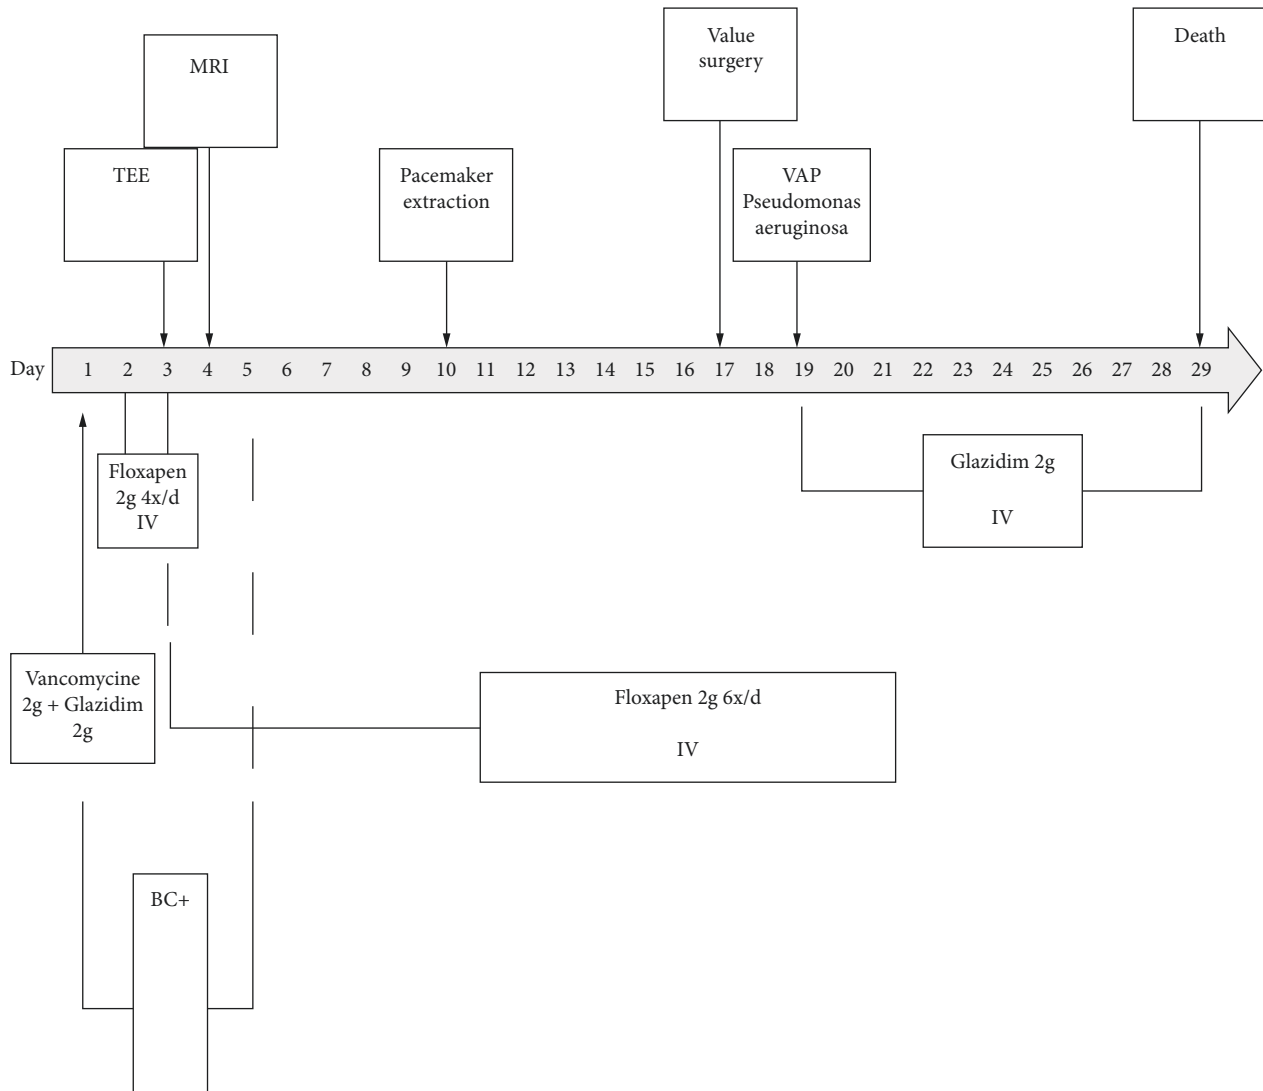 MRI
Value
surgery
Death
TEE
Pacemaker
extraction
VAP
Pseudomonas
aeruginosa
Day 1 2 3 4 5 6 7 8 9 10 11 12 13 14 15 16 17 18 19 20 21 22 23 24 25 26 27 28 29
Floxapen
2g 4x/d
IV
Glazidim 2g
IV
Vancomycine
2g + Glazidim
2g
Floxapen 2g 6x/d
IV
BC+